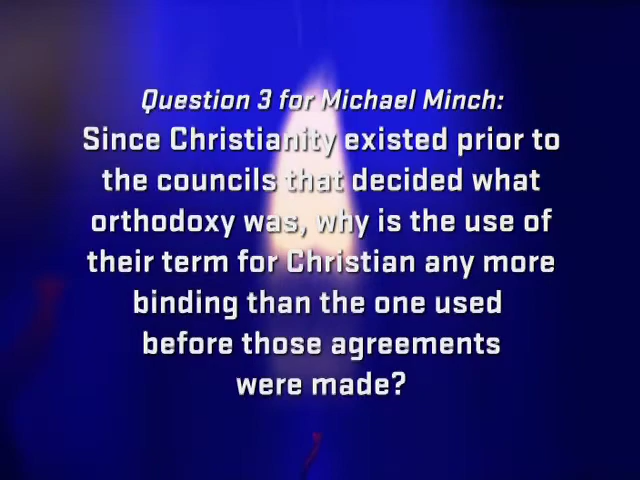 Question 3 for Michael Minch:
Since Christianity existed prior to
the councils that decided what
orthodoxy was, why is the use of
their term for Christian any more
binding than the one used
before those agreements
were made?